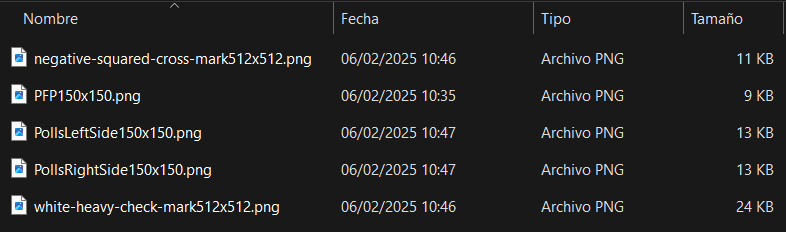 Nombre Fecha Tipo Tamaño
negative-squared-cross-mark512x512.png 06/02/2025 10:46 Archivo PNG 11 KB
PFP150x150.png 06/02/2025 10:35 Archivo PNG 9 KB
PollsLeftSide150x150.png 06/02/2025 10:47 Archivo PNG 13 KB
PollsRightSide150x150.png 06/02/2025 10:47 Archivo PNG 13 KB
white-heavy-check-mark512x512.png 06/02/2025 10:46 Archivo PNG 24 KB